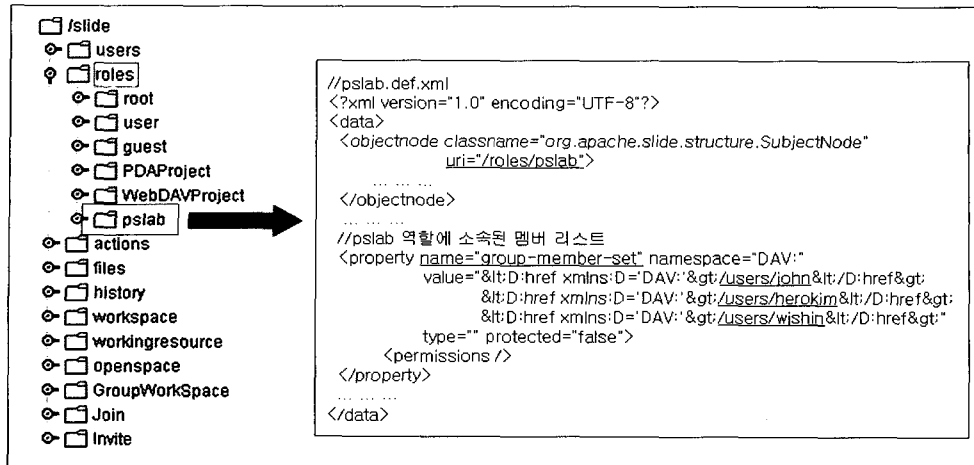 /slide
users
roles
root
user
guest
PDAProject
WebDAVProject
pslab
actions
files
history
workspace
workingresource
openspace
GroupWorkSpace
Join
Invite
//pslab.def.xml
<?xml version="1.0" encoding="UTF-8"?>
<data>
<objectnode classname="org.apache.slide.structure.SubjectNode"
uri="/roles/pslab">
... ... ...
</objectnode>
... ... ...
//pslab 역할에 소속된 멤버 리스트
<property name="group-member-set" namespace="DAV:"
value="&lt;D:href xmlns:D='DAV:'&gt;/users/john&lt;/D:href&gt;
&lt;D:href xmlns:D='DAV:'&gt;/users/herokim&lt;/D:href&gt;
&lt;D:href xmlns:D='DAV:'&gt;/users/wjshin&lt;/D:href&gt;"
type="" protected="false">
<permissions />
</property>
... ... ...
</data>